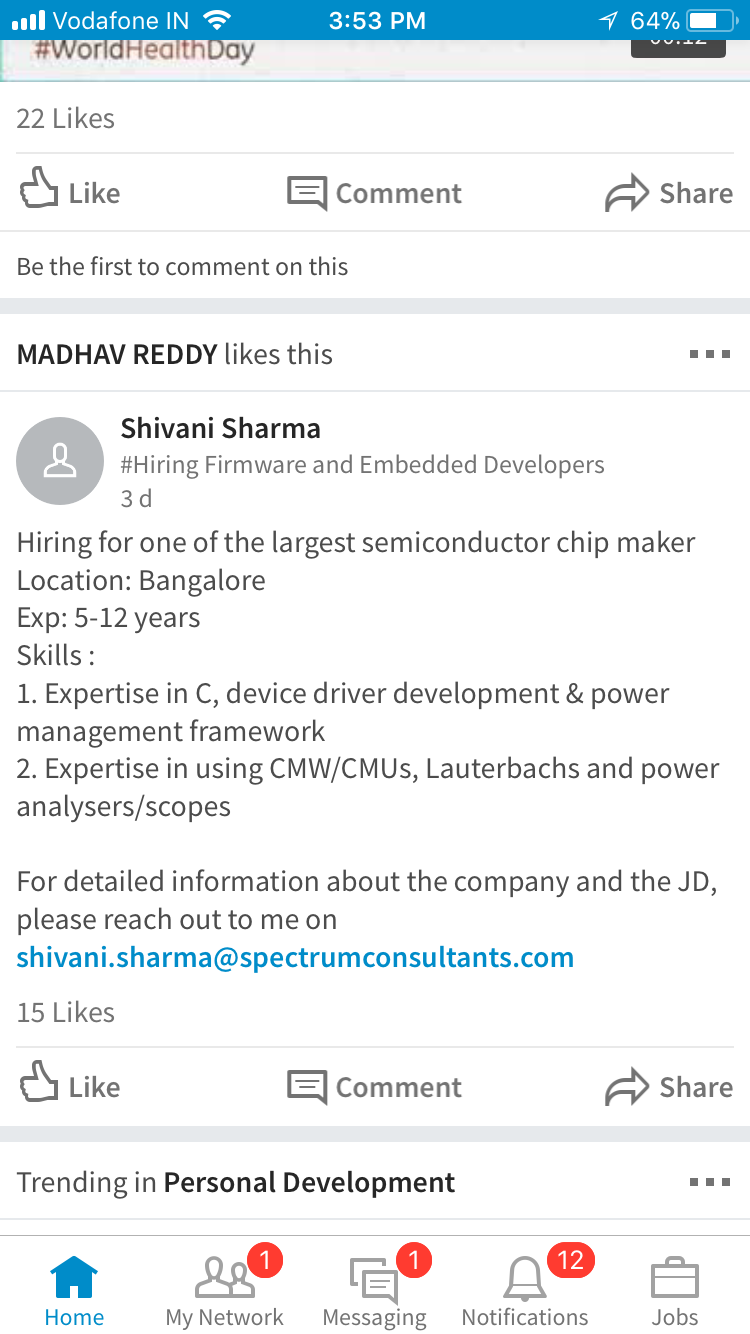 Vodafone IN 3:53 PM 64%
#WorldHealthDay
22 Likes
Like Comment Share
Be the first to comment on this
MADHAV REDDY likes this
Shivani Sharma
#Hiring Firmware and Embedded Developers
3 d
Hiring for one of the largest semiconductor chip maker
Location: Bangalore
Exp: 5-12 years
Skills :
1. Expertise in C, device driver development & power
management framework
2. Expertise in using CMW/CMUs, Lauterbachs and power
analysers/scopes
For detailed information about the company and the JD,
please reach out to me on
shivani.sharma@spectrumconsultants.com
15 Likes
Like Comment Share
Trending in Personal Development
1 1 12
Home My Network Messaging Notifications Jobs